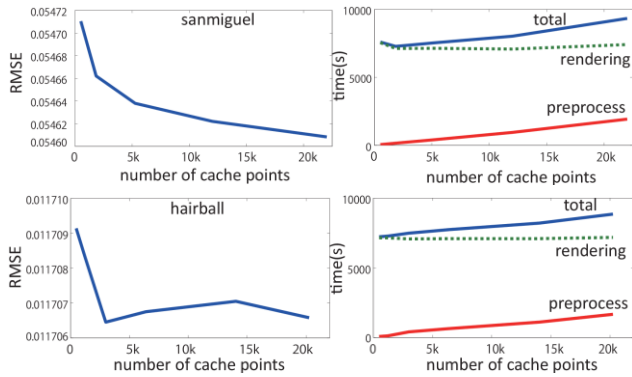 sanmiguel
RMSE
0.05472
0.05470
0.05468
0.05466
0.05464
0.05462
0.05460
0 5k 10k 15k 20k
number of cache points
time(s)
10000
5000
0
total
rendering
preprocess
5k 10k 15k 20k
number of cache points
hairball
RMSE
0.011710
0.011709
0.011708
0.011707
0.011706
0 5k 10k 15k 20k
number of cache points
time(s)
10000
5000
0
total
rendering
preprocess
5k 10k 15k 20k
number of cache points